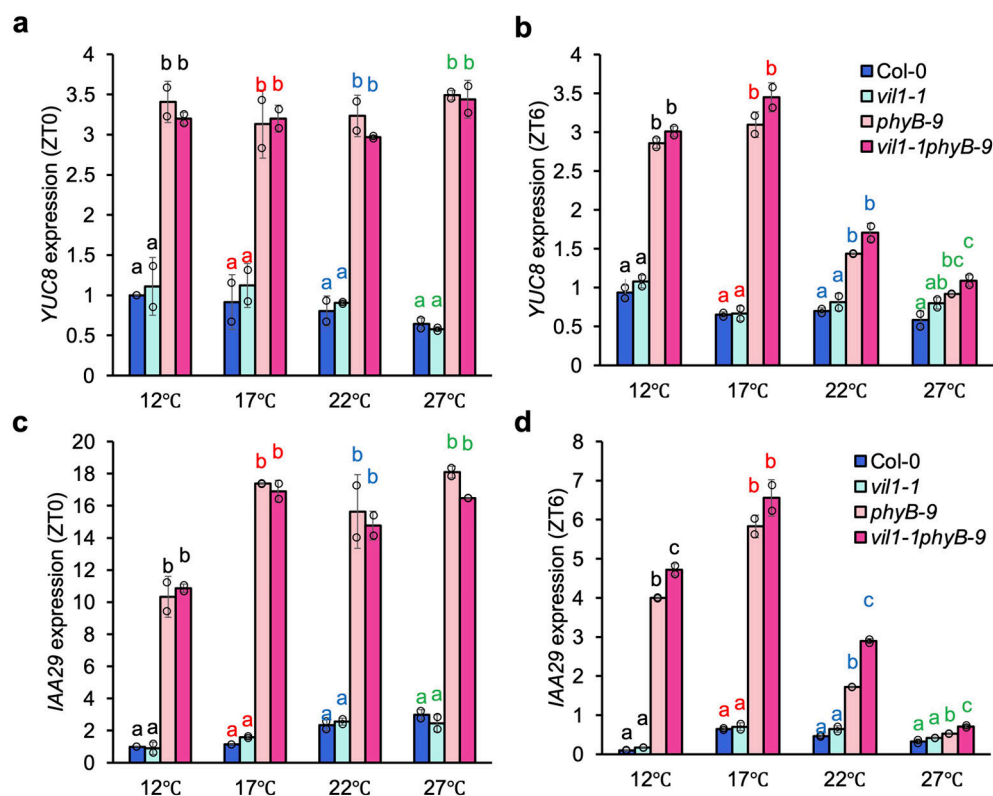 a
b b
b b
b b
b b
4
3.5
3
2.5
2
1.5
1
0.5
0
YUC8 expression (ZT0)
a a
a a
a a
a a
12°C 17°C 22°C 27°C
b
Col-0
vil1-1
phyB-9
vil1-1phyB-9
4
3.5
3
2.5
2
1.5
1
0.5
0
YUC8 expression (ZT6)
a a b b
a a b b
a a b b
a ab bc c
12°C 17°C 22°C 27°C
c
20
18
16
14
12
10
8
6
4
2
0
IAA29 expression (ZT0)
a a b b
a a b b
a a b b
a a b b
12°C 17°C 22°C 27°C
d
Col-0
vil1-1
phyB-9
vil1-1phyB-9
8
7
6
5
4
3
2
1
0
IAA29 expression (ZT6)
a a b c
a a b b
a a b c
a a b c
12°C 17°C 22°C 27°C